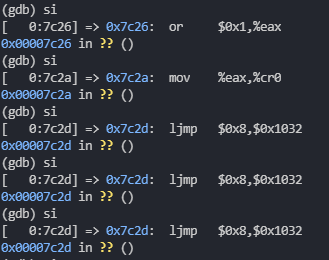 (gdb) si
[   0:7c26] => 0x7c26:  or     $0x1,%eax
0x00007c26 in ?? ()
(gdb) si
[   0:7c2a] => 0x7c2a:  mov    %eax,%cr0
0x00007c2a in ?? ()
(gdb) si
[   0:7c2d] => 0x7c2d:  ljmp   $0x8,$0x1032
0x00007c2d in ?? ()
(gdb) si
[   0:7c2d] => 0x7c2d:  ljmp   $0x8,$0x1032
0x00007c2d in ?? ()
(gdb) si
[   0:7c2d] => 0x7c2d:  ljmp   $0x8,$0x1032
0x00007c2d in ?? ()